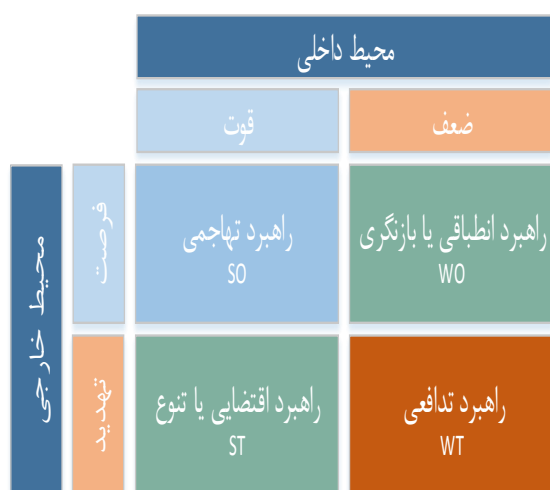 محیط داخلی
ضعف
قوت
محیط خارجی
فرصت
راهبرد انطباقی یا بازنگری
WO
راهبرد تهاجمی
SO
تهدید
راهبرد تدافعی
WT
راهبرد اقتضایی یا تنوع
ST